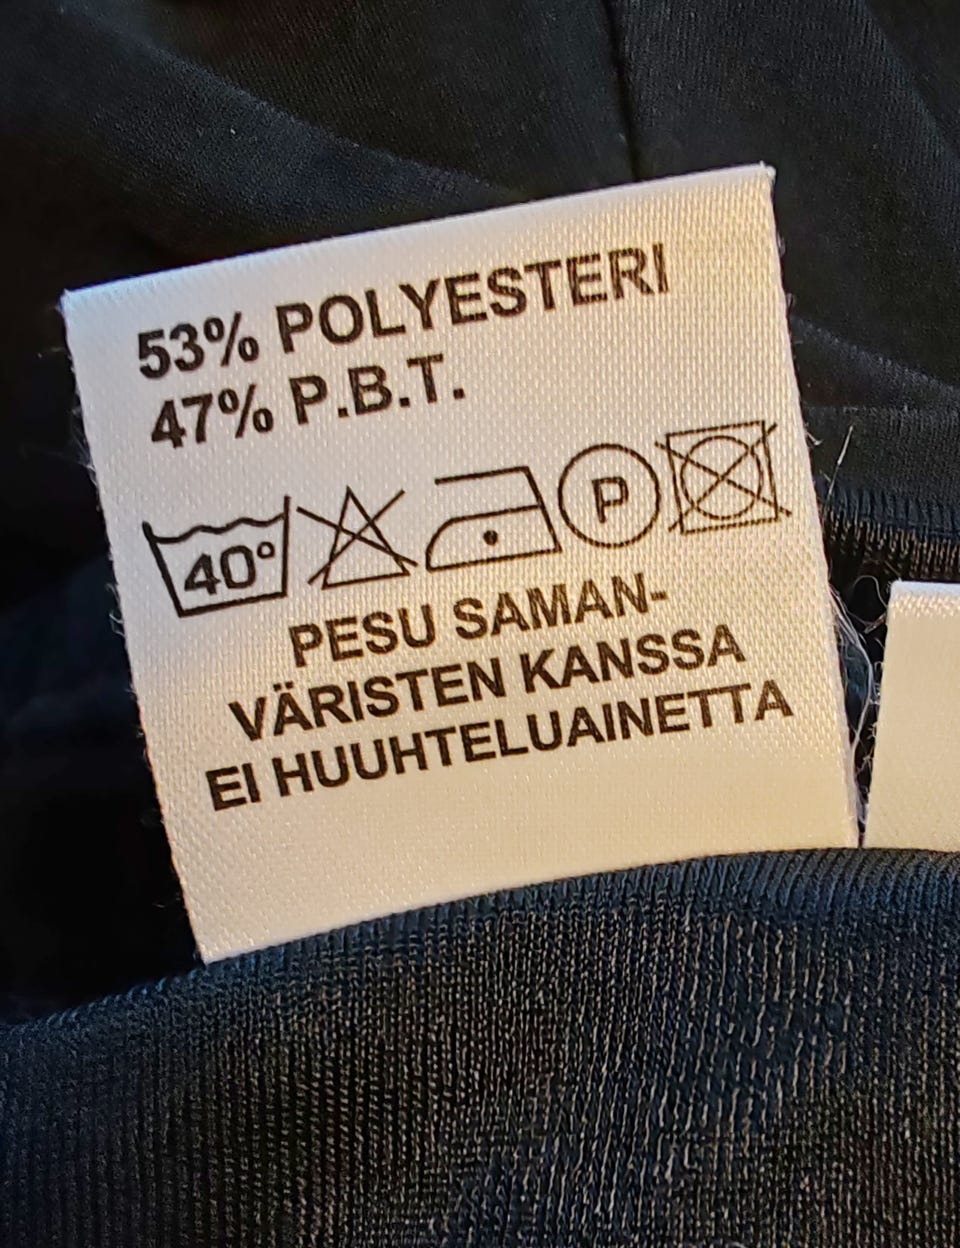 53% POLYESTERI
47% P.B.T.
40° P
PESU SAMAN-
VÄRISTEN KANSSA
EI HUUHTELUAINETTA